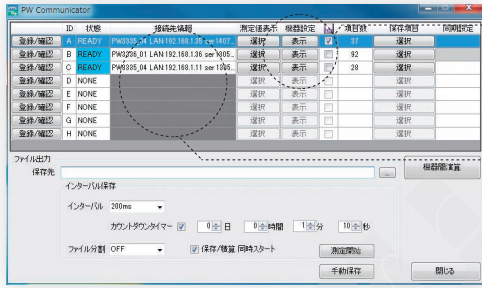 PW Communicator
ID 状態 接続先情報 測定値表示 機器設定 項目数 保存項目 同期設定
登録/確認 A READY PW3335_04 LAN:192.168.1.35 ser:1407.. 選択 表示 37 選択
登録/確認 B READY LAN:192.168.1.36 選択 表示 92 選択
登録/確認 C READY LAN:192.168.1.11 選択 表示 28 選択
登録/確認 D NONE 選択 表示 選択
登録/確認 E NONE 選択 表示 選択
登録/確認 F NONE 選択 表示 選択
登録/確認 G NONE 選択 表示 選択
登録/確認 H NONE 選択 表示 選択
ファイル出力
保存先 ... 機器間演算
インターバル保存
インターバル 200ms
カウントダウンタイマー 0 日 0 時間 1 分 10 秒
ファイル分割 OFF 保存/積算 同時スタート 測定開始
手動保存 閉じる